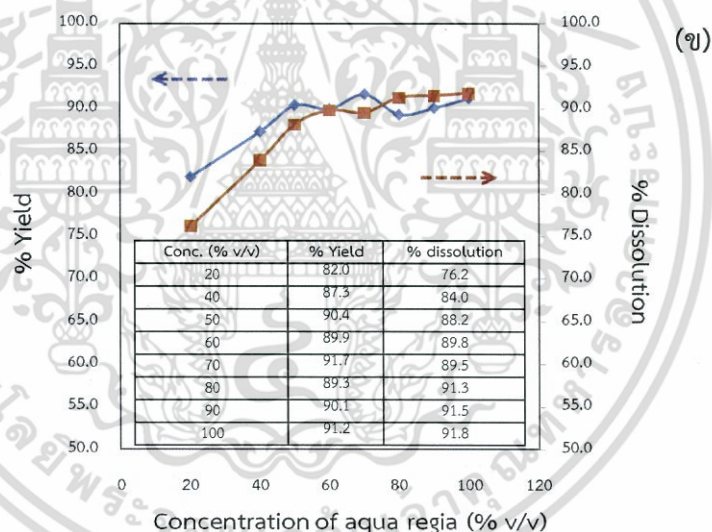 (ข)
100.0 100.0
95.0 95.0
90.0 90.0
85.0 85.0
80.0 80.0
75.0 75.0
70.0 70.0
65.0 65.0
60.0 60.0
55.0 55.0
50.0 50.0
% Yield
% Dissolution
Conc. (% v/v) % Yield % dissolution
20 82.0 76.2
40 87.3 84.0
50 90.4 88.2
60 89.9 89.8
70 91.7 89.5
80 89.3 91.3
90 90.1 91.5
100 91.2 91.8
0 20 40 60 80 100 120
Concentration of aqua regia (% v/v)